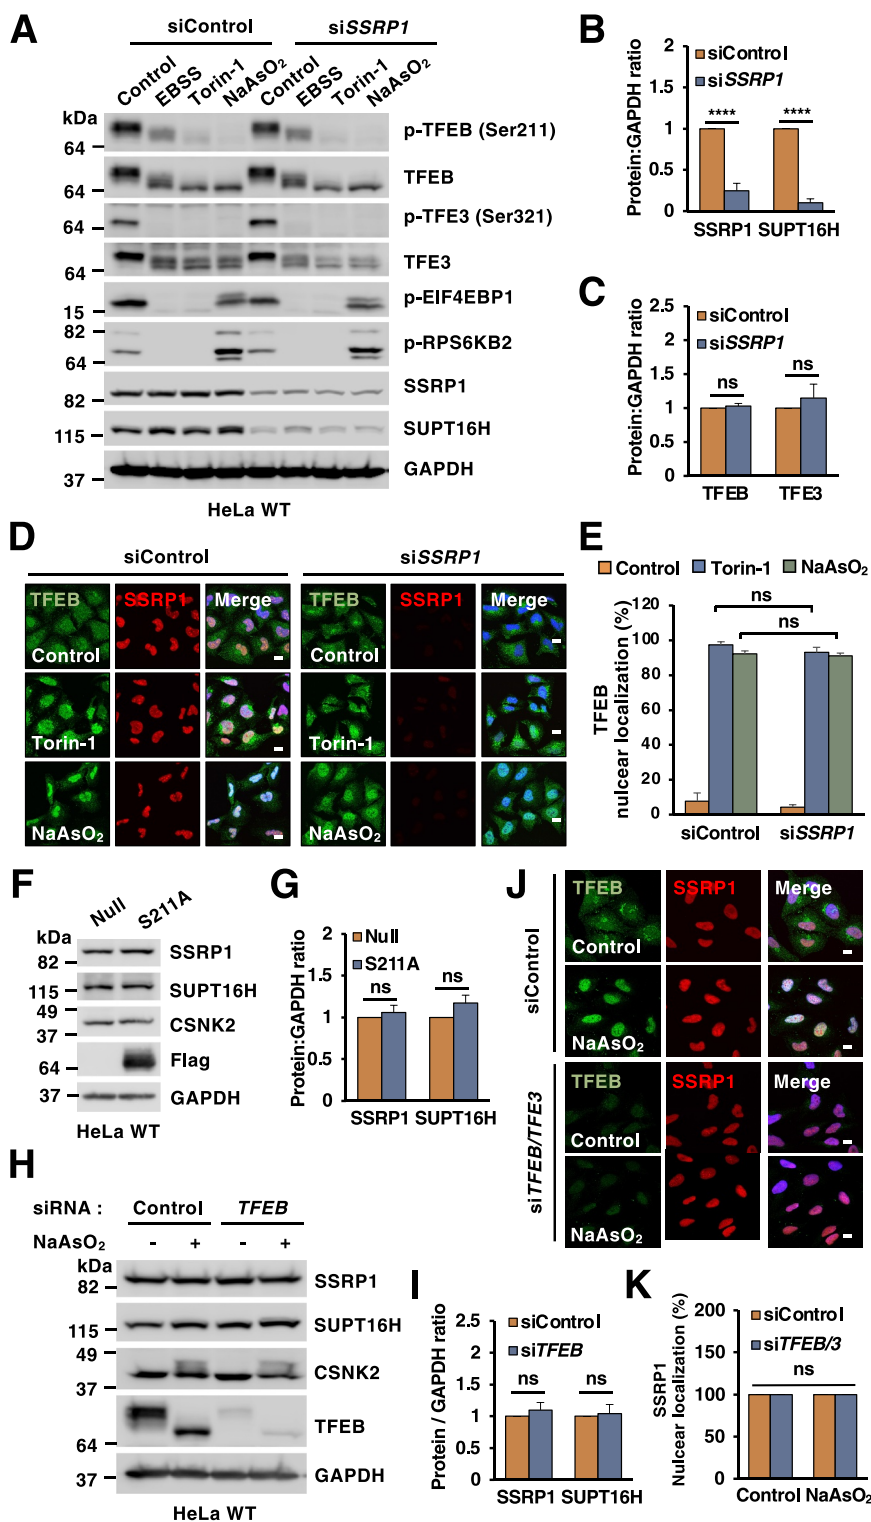 A
siControl
siSSRP1
Control
EBSS
Torin-1
NaAsO2
Control
EBSS
Torin-1
NaAsO2
kDa
64
p-TFEB (Ser211)
64
TFEB
64
p-TFE3 (Ser321)
64
TFE3
15
p-EIF4EBP1
82
64
p-RPS6KB2
82
SSRP1
115
SUPT16H
37
GAPDH
HeLa WT
B
Protein:GAPDH ratio
2
1.5
1
0.5
0
siControl
siSSRP1
****
****
SSRP1 SUPT16H
C
Protein:GAPDH ratio
2.5
2
1.5
1
0.5
0
siControl
siSSRP1
ns
ns
TFEB TFE3
D
siControl
siSSRP1
TFEB SSRP1 Merge TFEB SSRP1 Merge
Control Control
Torin-1 Torin-1
NaAsO2 NaAsO2
E
Control Torin-1 NaAsO2
TFEB
nulcear localization (%)
120
100
80
60
40
20
0
ns
ns
siControl siSSRP1
F
Null
S211A
kDa
82
SSRP1
115
SUPT16H
49
37
CSNK2
64
Flag
37
GAPDH
HeLa WT
G
Protein:GAPDH ratio
2
1.5
1
0.5
0
Null
S211A
ns
ns
SSRP1 SUPT16H
H
siRNA : Control TFEB
NaAsO2 - + - +
kDa
82
SSRP1
115
SUPT16H
49
37
CSNK2
64
TFEB
37
GAPDH
HeLa WT
I
Protein / GAPDH ratio
2
1.5
1
0.5
0
siControl
siTFEB
ns
ns
SSRP1 SUPT16H
J
siControl
TFEB SSRP1 Merge
Control
NaAsO2
siTFEB/TFE3
TFEB SSRP1 Merge
Control
NaAsO2
K
SSRP1
Nulcear localization (%)
200
150
100
50
0
siControl
siTFEB/3
ns
Control NaAsO2